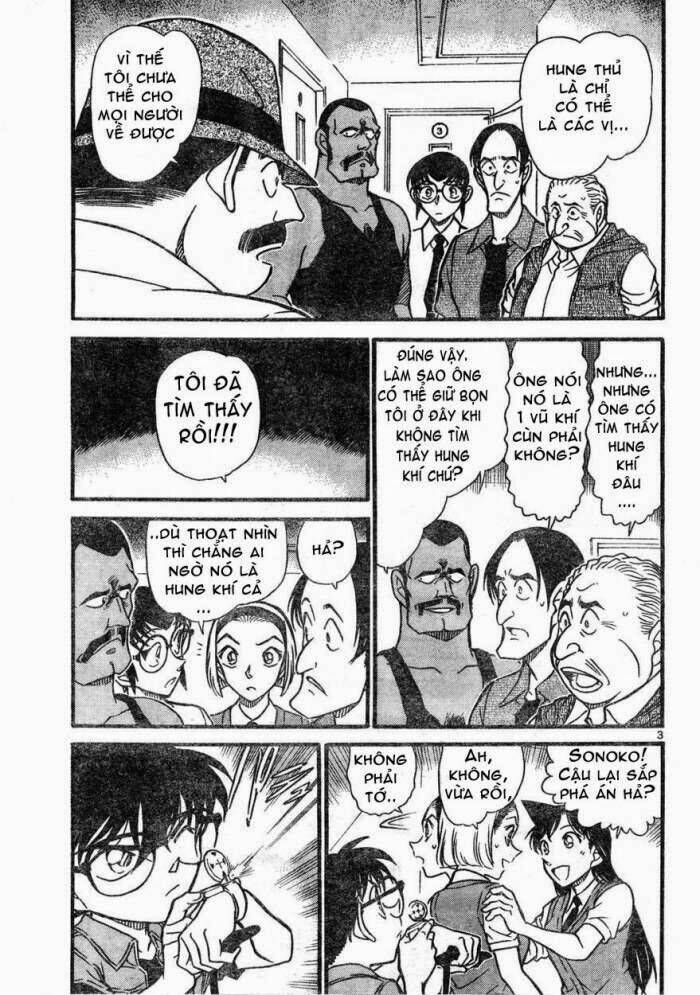 HUNG THỦ
LÀ CHỈ
CÓ THỂ
LÀ CÁC VỊ...
VÌ THẾ
TÔI CHƯA
THỂ CHO
MỌI NGƯỜI
VỀ ĐƯỢC
3
NHƯNG...
NHƯNG
ÔNG CÓ
TÌM THẤY
HUNG
KHÍ
ĐÂU
....
ÔNG NÓI
NÓ LÀ
1 VŨ KHÍ
CÙN PHẢI
KHÔNG?
ĐÚNG VẬY.
LÀM SAO ÔNG
CÓ THỂ GIỮ BỌN
TÔI Ở ĐÂY KHI
KHÔNG TÌM
THẤY HUNG
KHÍ CHỨ?
TÔI ĐÃ
TÌM THẤY
RỒI!!!
HẢ?
..DÙ THOẠT NHÌN
THÌ CHẲNG AI
NGỜ NÓ LÀ
HUNG KHÍ CẢ
...
3
SONOKO!
CẬU LẠI SẮP
PHÁ ÁN HẢ?
AH,
KHÔNG,
VỪA RỒI,
KHÔNG
PHẢI
TỚ..